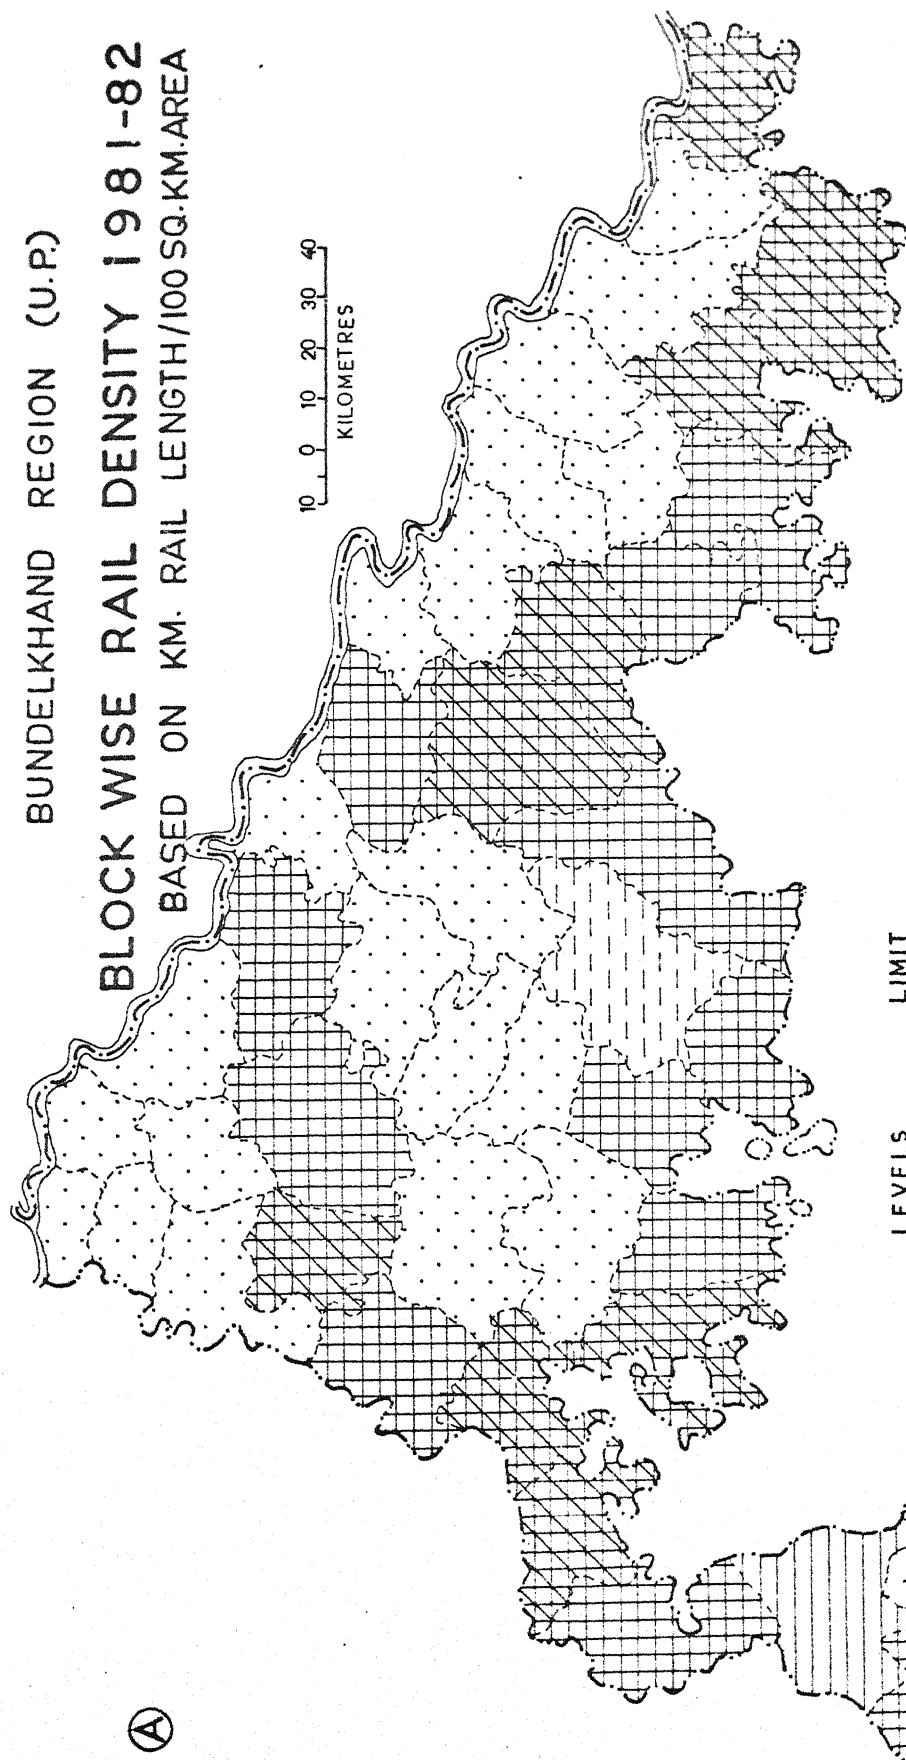 BUNDELKHAND REGION (U.P.)
BLOCK WISE RAIL DENSITY 1981-82
BASED ON KM. RAIL LENGTH/100 SQ.KM.AREA
10 0 10 20 30 40
KILOMETRES
A
LEVELS LIMIT